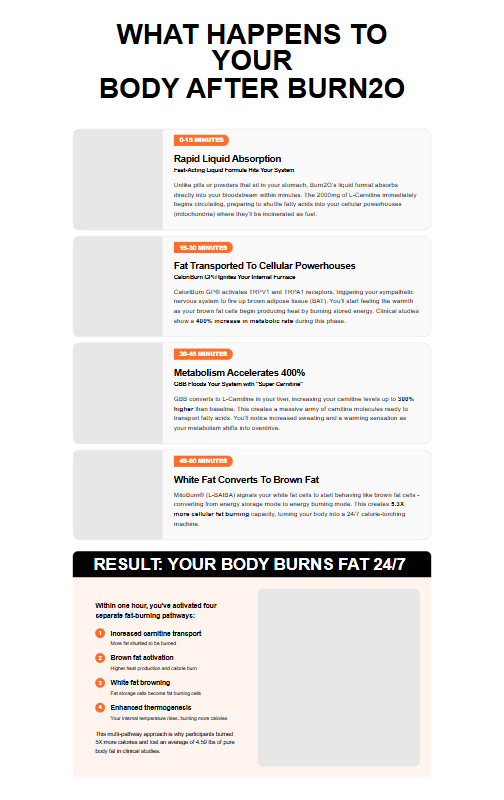 WHAT HAPPENS TO
YOUR
BODY AFTER BURN2O
0-15 MINUTES
Rapid Liquid Absorption
Fast-Acting Liquid Formula Hits Your System
Unlike pills or powders that sit in your stomach, Burn2O's liquid format absorbs
directly into your bloodstream within minutes. The 2000mg of L-Carnitine immediately
begins circulating, preparing to shuttle fatty acids into your cellular powerhouses
(mitochondria) where they'll be incinerated as fuel.
15-30 MINUTES
Fat Transported To Cellular Powerhouses
CaloriBurn GP® Ignites Your Internal Furnace
CaloriBurn GP® activates TRPV1 and TRPA1 receptors, triggering your sympathetic
nervous system to fire up brown adipose tissue (BAT). You'll start feeling the warmth
as your brown fat cells begin producing heat by burning stored energy. Clinical studies
show a 400% increase in metabolic rate during this phase.
30-45 MINUTES
Metabolism Accelerates 400%
GBB Floods Your System with "Super Carnitine"
GBB converts to L-Carnitine in your liver, increasing your carnitine levels up to 300%
higher than baseline. This creates a massive army of carnitine molecules ready to
transport fatty acids. You'll notice increased sweating and a warming sensation as
your metabolism shifts into overdrive.
45-60 MINUTES
White Fat Converts To Brown Fat
MitoBurn® (L-BAIBA) signals your white fat cells to start behaving like brown fat cells -
converting from energy storage mode to energy burning mode. This creates 5.3X
more cellular fat burning capacity, turning your body into a 24/7 calorie-torching
machine.
RESULT: YOUR BODY BURNS FAT 24/7
Within one hour, you've activated four
separate fat-burning pathways:
1 Increased carnitine transport
More fat shuttled to be burned
2 Brown fat activation
Higher heat production and calorie burn
3 White fat browning
Fat storage cells become fat burning cells
4 Enhanced thermogenesis
Your internal temperature rises, burning more calories
This multi-pathway approach is why participants burned
5X more calories and lost an average of 4.59 lbs of pure
body fat in clinical studies.